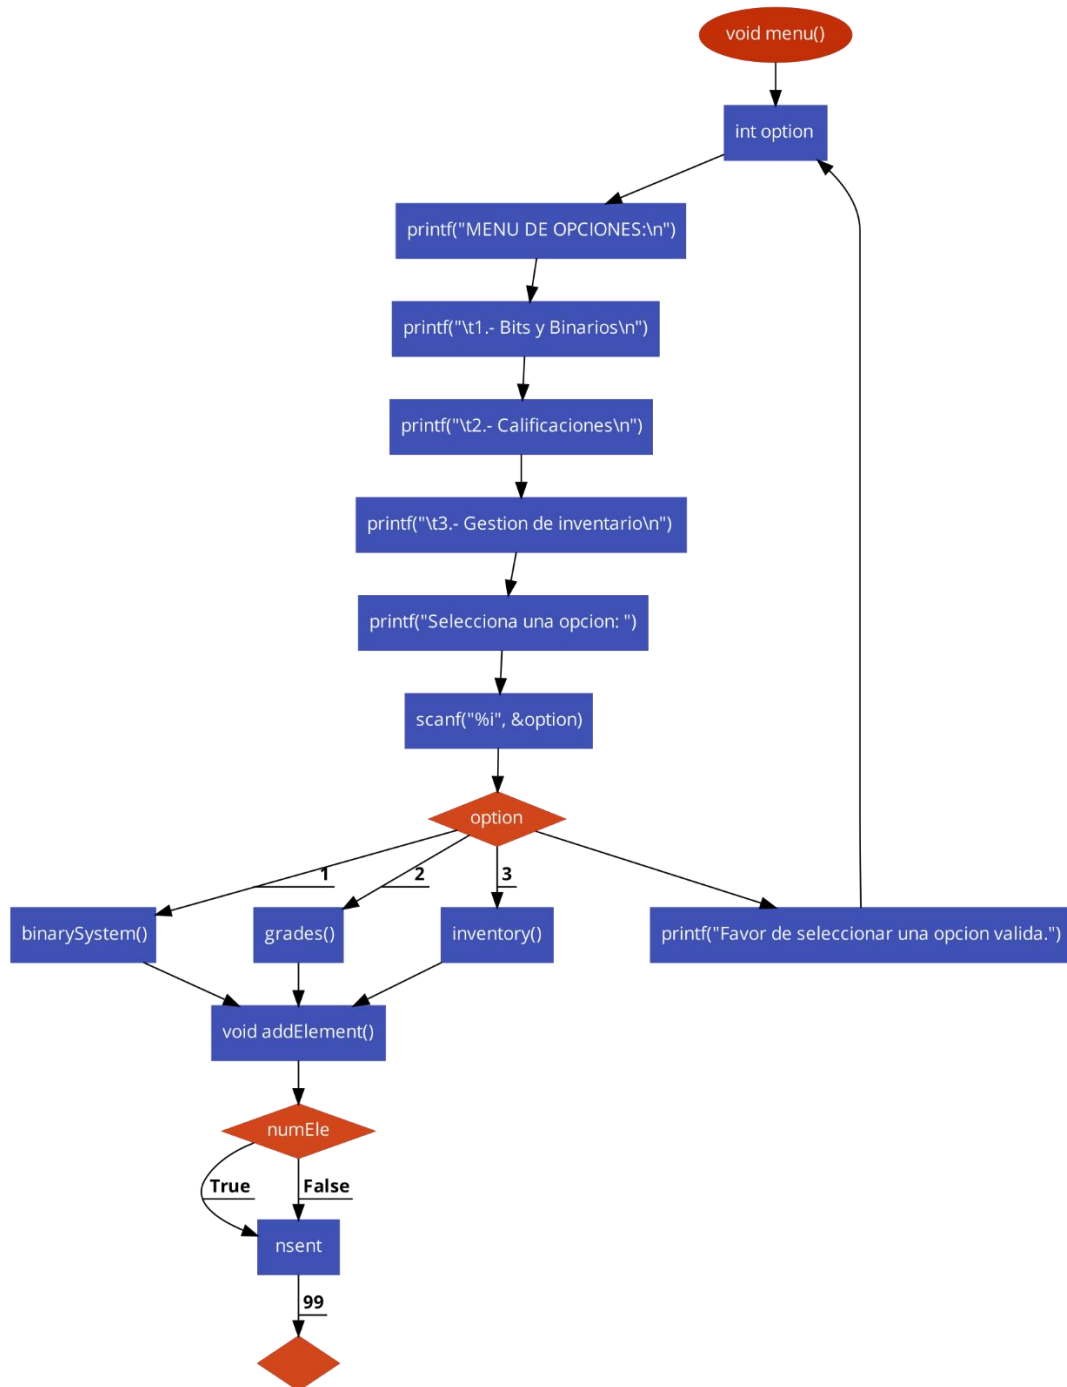 void menu()
int option
printf("MENU DE OPCIONES:\n")
printf("\t1.- Bits y Binarios\n")
printf("\t2.- Calificaciones\n")
printf("\t3.- Gestion de inventario\n")
printf("Selecciona una opcion: ")
scanf("%i", &option)
option
1
2
3
binarySystem()
grades()
inventory()
printf("Favor de seleccionar una opcion valida.")
void addElement()
numEle
True
False
nsent
99